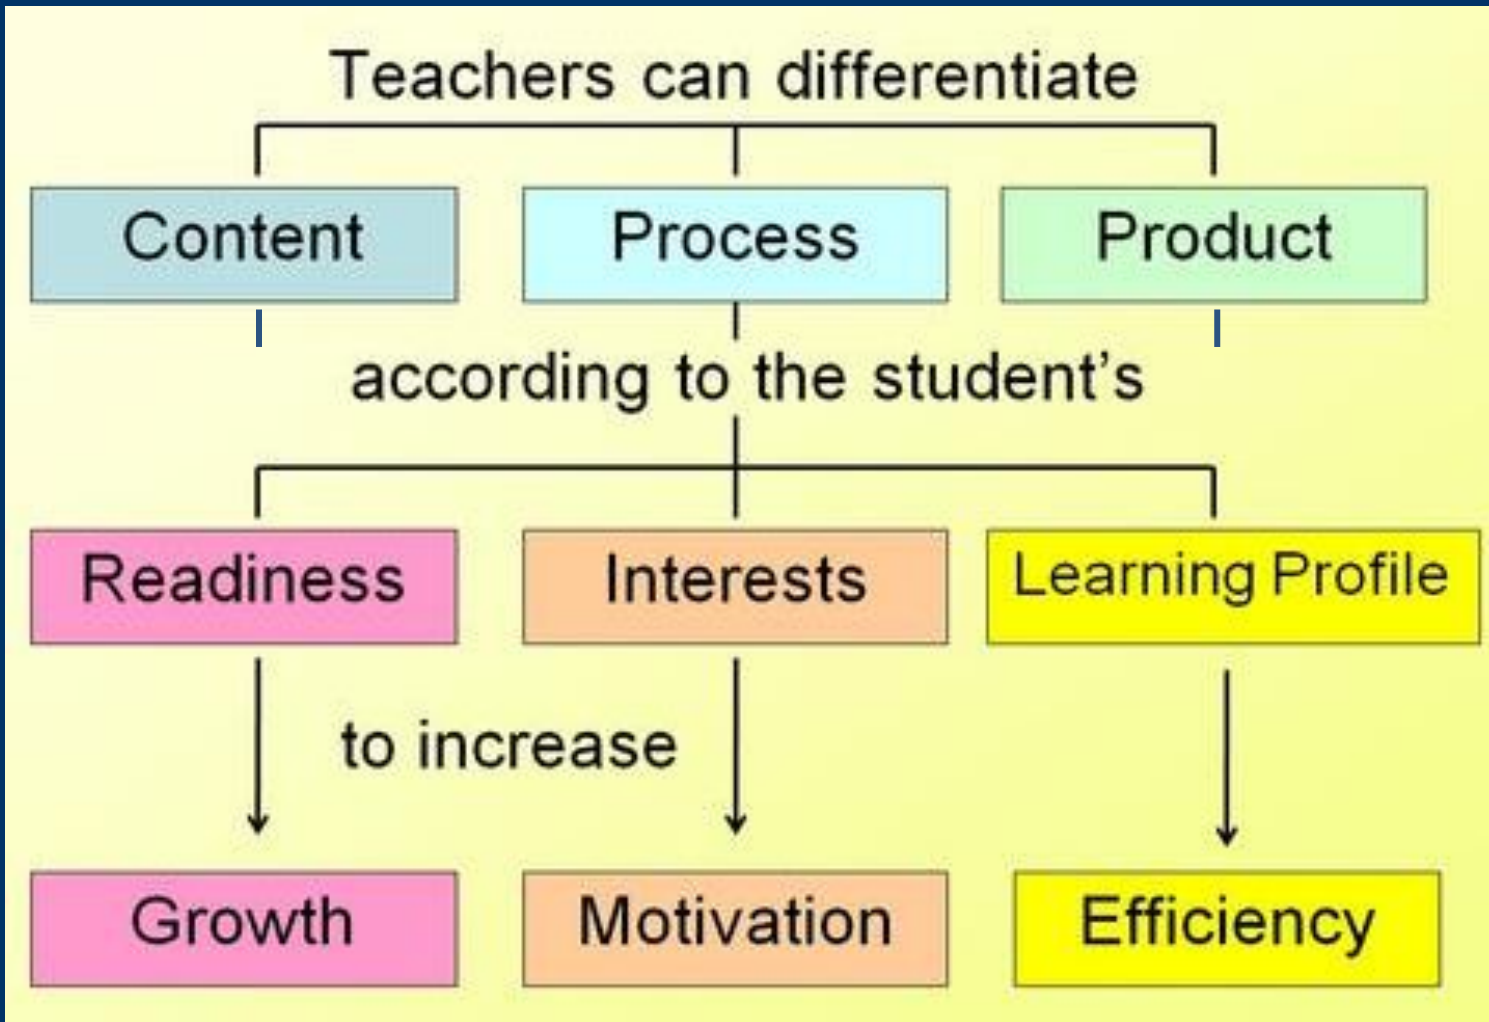 Teachers can differentiate
Content Process Product
according to the student’s
Readiness Interests Learning Profile
to increase
Growth Motivation Efficiency